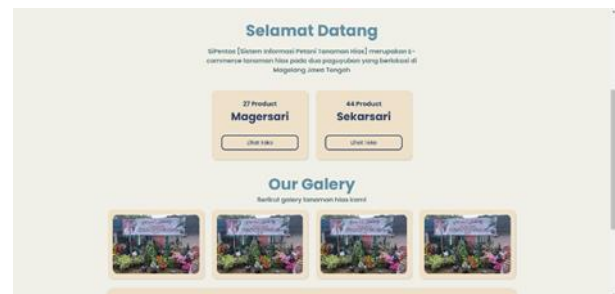 Selamat Datang
SiPentas [Sistem Informasi Petani Tanaman Hias] merupakan E-
commerce tanaman hias pada dua paguyuban yang berlokasi di
Magelang Jawa Tengah
27 Product
Magersari
Lihat toko
44 Product
Sekarsari
Lihat toko
Our Galery
Berikut galery tanaman hias kami